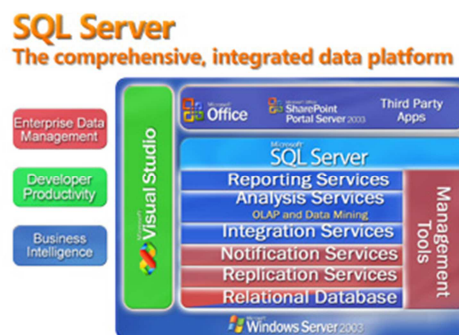 SQL Server
The comprehensive, integrated data platform
Enterprise Data
Management
Developer
Productivity
Business
Intelligence
Microsoft
Visual Studio
Microsoft
Office
Microsoft Office
SharePoint
Portal Server 2003
Third Party
Apps
Microsoft
SQL Server
Reporting Services
Analysis Services
OLAP and Data Mining
Integration Services
Notification Services
Replication Services
Relational Database
Management
Tools
Microsoft
Windows Server 2003